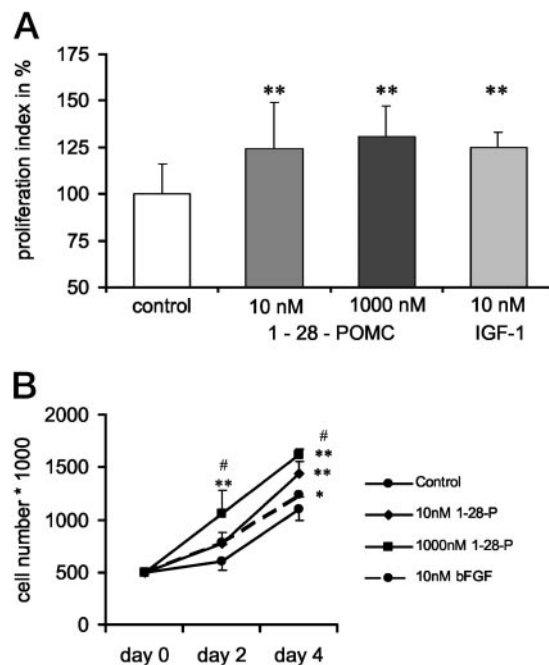 A
proliferation index in %
175
150
125
100
75
50
** ** **
control 10 nM 1000 nM 10 nM
1 - 28 - POMC IGF-1
B
cell number * 1000
2000
1500
1000
500
0
#
**
#
**
**
*
day 0 day 2 day 4
Control
10nM 1-28-P
1000nM 1-28-P
10nM bFGF